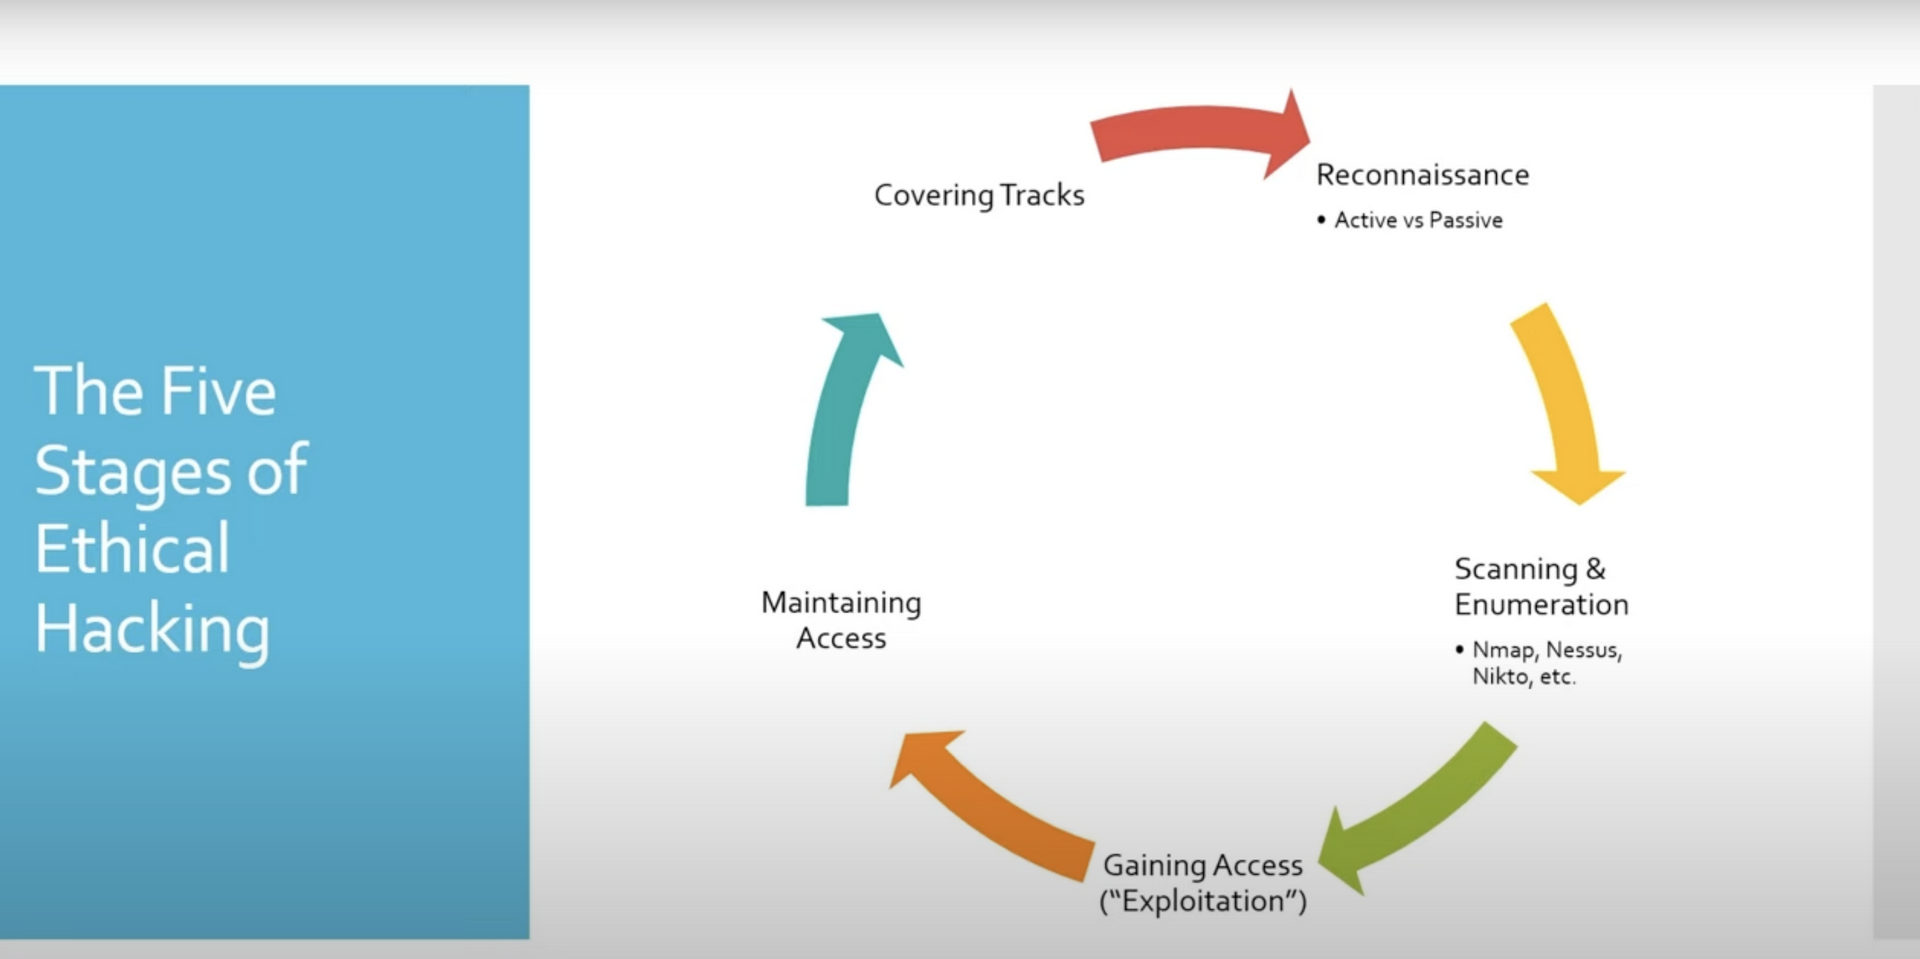 The Five
Stages of
Ethical
Hacking
Covering Tracks
Reconnaissance
• Active vs Passive
Scanning &
Enumeration
• Nmap, Nessus,
Nikto, etc.
Gaining Access
(“Exploitation”)
Maintaining
Access